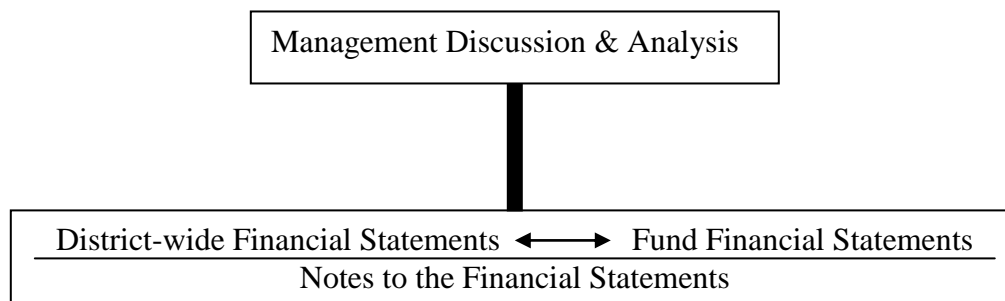 Management Discussion & Analysis
District-wide Financial Statements Fund Financial Statements
Notes to the Financial Statements